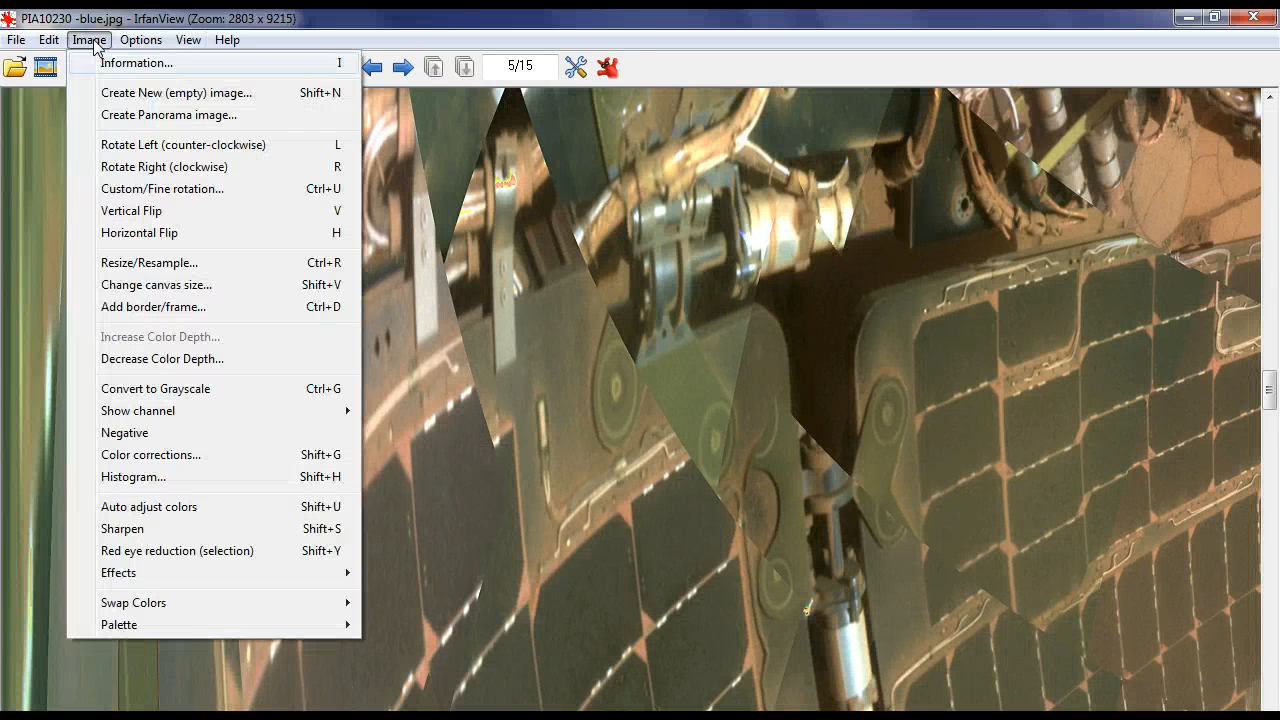 PIA10230 -blue.jpg - IrfanView (Zoom: 2803 x 9215)
File Edit Image Options View Help
5/15
Information... I
Create New (empty) image... Shift+N
Create Panorama image...
Rotate Left (counter-clockwise) L
Rotate Right (clockwise) R
Custom/Fine rotation... Ctrl+U
Vertical Flip V
Horizontal Flip H
Resize/Resample... Ctrl+R
Change canvas size... Shift+V
Add border/frame... Ctrl+D
Increase Color Depth...
Decrease Color Depth...
Convert to Grayscale Ctrl+G
Show channel
Negative
Color corrections... Shift+G
Histogram... Shift+H
Auto adjust colors Shift+U
Sharpen Shift+S
Red eye reduction (selection) Shift+Y
Effects
Swap Colors
Palette